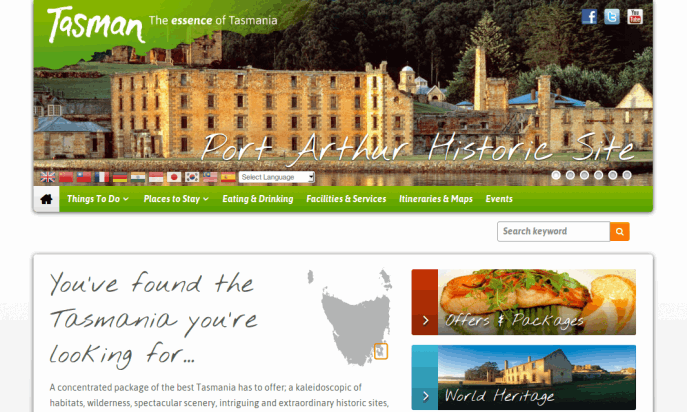 Tasman The essence of Tasmania
You Tube
Port Arthur Historic Site
Select Language
Things To Do
Places to Stay
Eating & Drinking
Facilities & Services
Itineraries & Maps
Events
Search keyword
You've found the
Tasmania you're
looking for...
Offers & Packages
World Heritage
A concentrated package of the best Tasmania has to offer; a kaleidoscopic of
habitats, wilderness, spectacular scenery, intriguing and extraordinary historic sites,